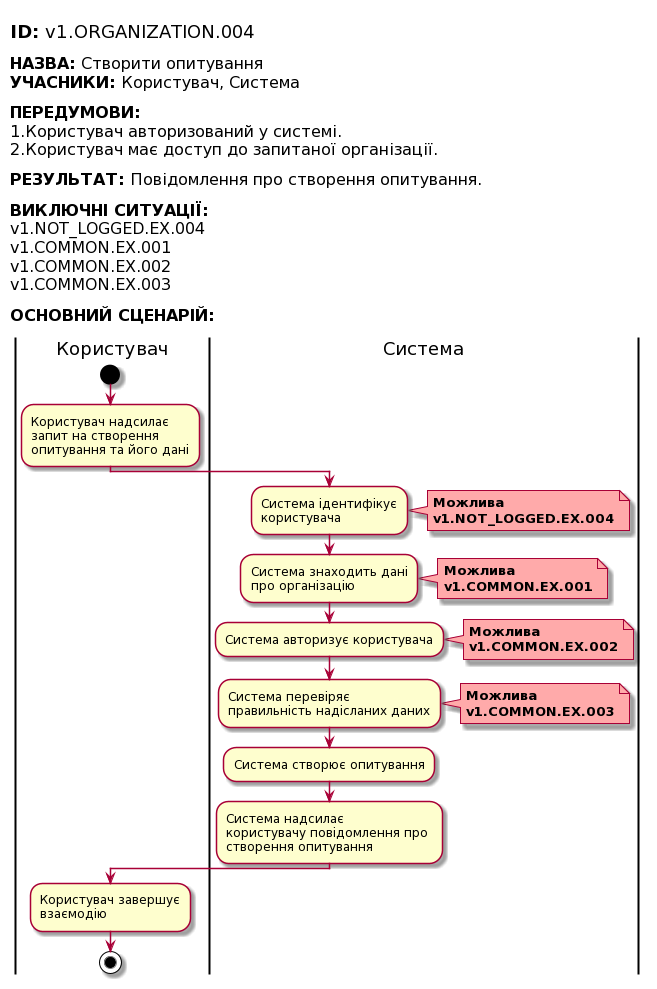 ID: v1.ORGANIZATION.004
НАЗВА: Створити опитування
УЧАСНИКИ: Користувач, Система
ПЕРЕДУМОВИ:
1.Користувач авторизований у системі.
2.Користувач має доступ до запитаної організації.
РЕЗУЛЬТАТ: Повідомлення про створення опитування.
ВИКЛЮЧНІ СИТУАЦІЇ:
v1.NOT_LOGGED.EX.004
v1.COMMON.EX.001
v1.COMMON.EX.002
v1.COMMON.EX.003
ОСНОВНИЙ СЦЕНАРІЙ:
Користувач
Система
Користувач надсилає
запит на створення
опитування та його дані
Система ідентифікує
користувача
Можлива
v1.NOT_LOGGED.EX.004
Система знаходить дані
про організацію
Можлива
v1.COMMON.EX.001
Система авторизує користувача
Можлива
v1.COMMON.EX.002
Система перевіряє
правильність надісланих даних
Можлива
v1.COMMON.EX.003
Система створює опитування
Система надсилає
користувачу повідомлення про
створення опитування
Користувач завершує
взаємодію